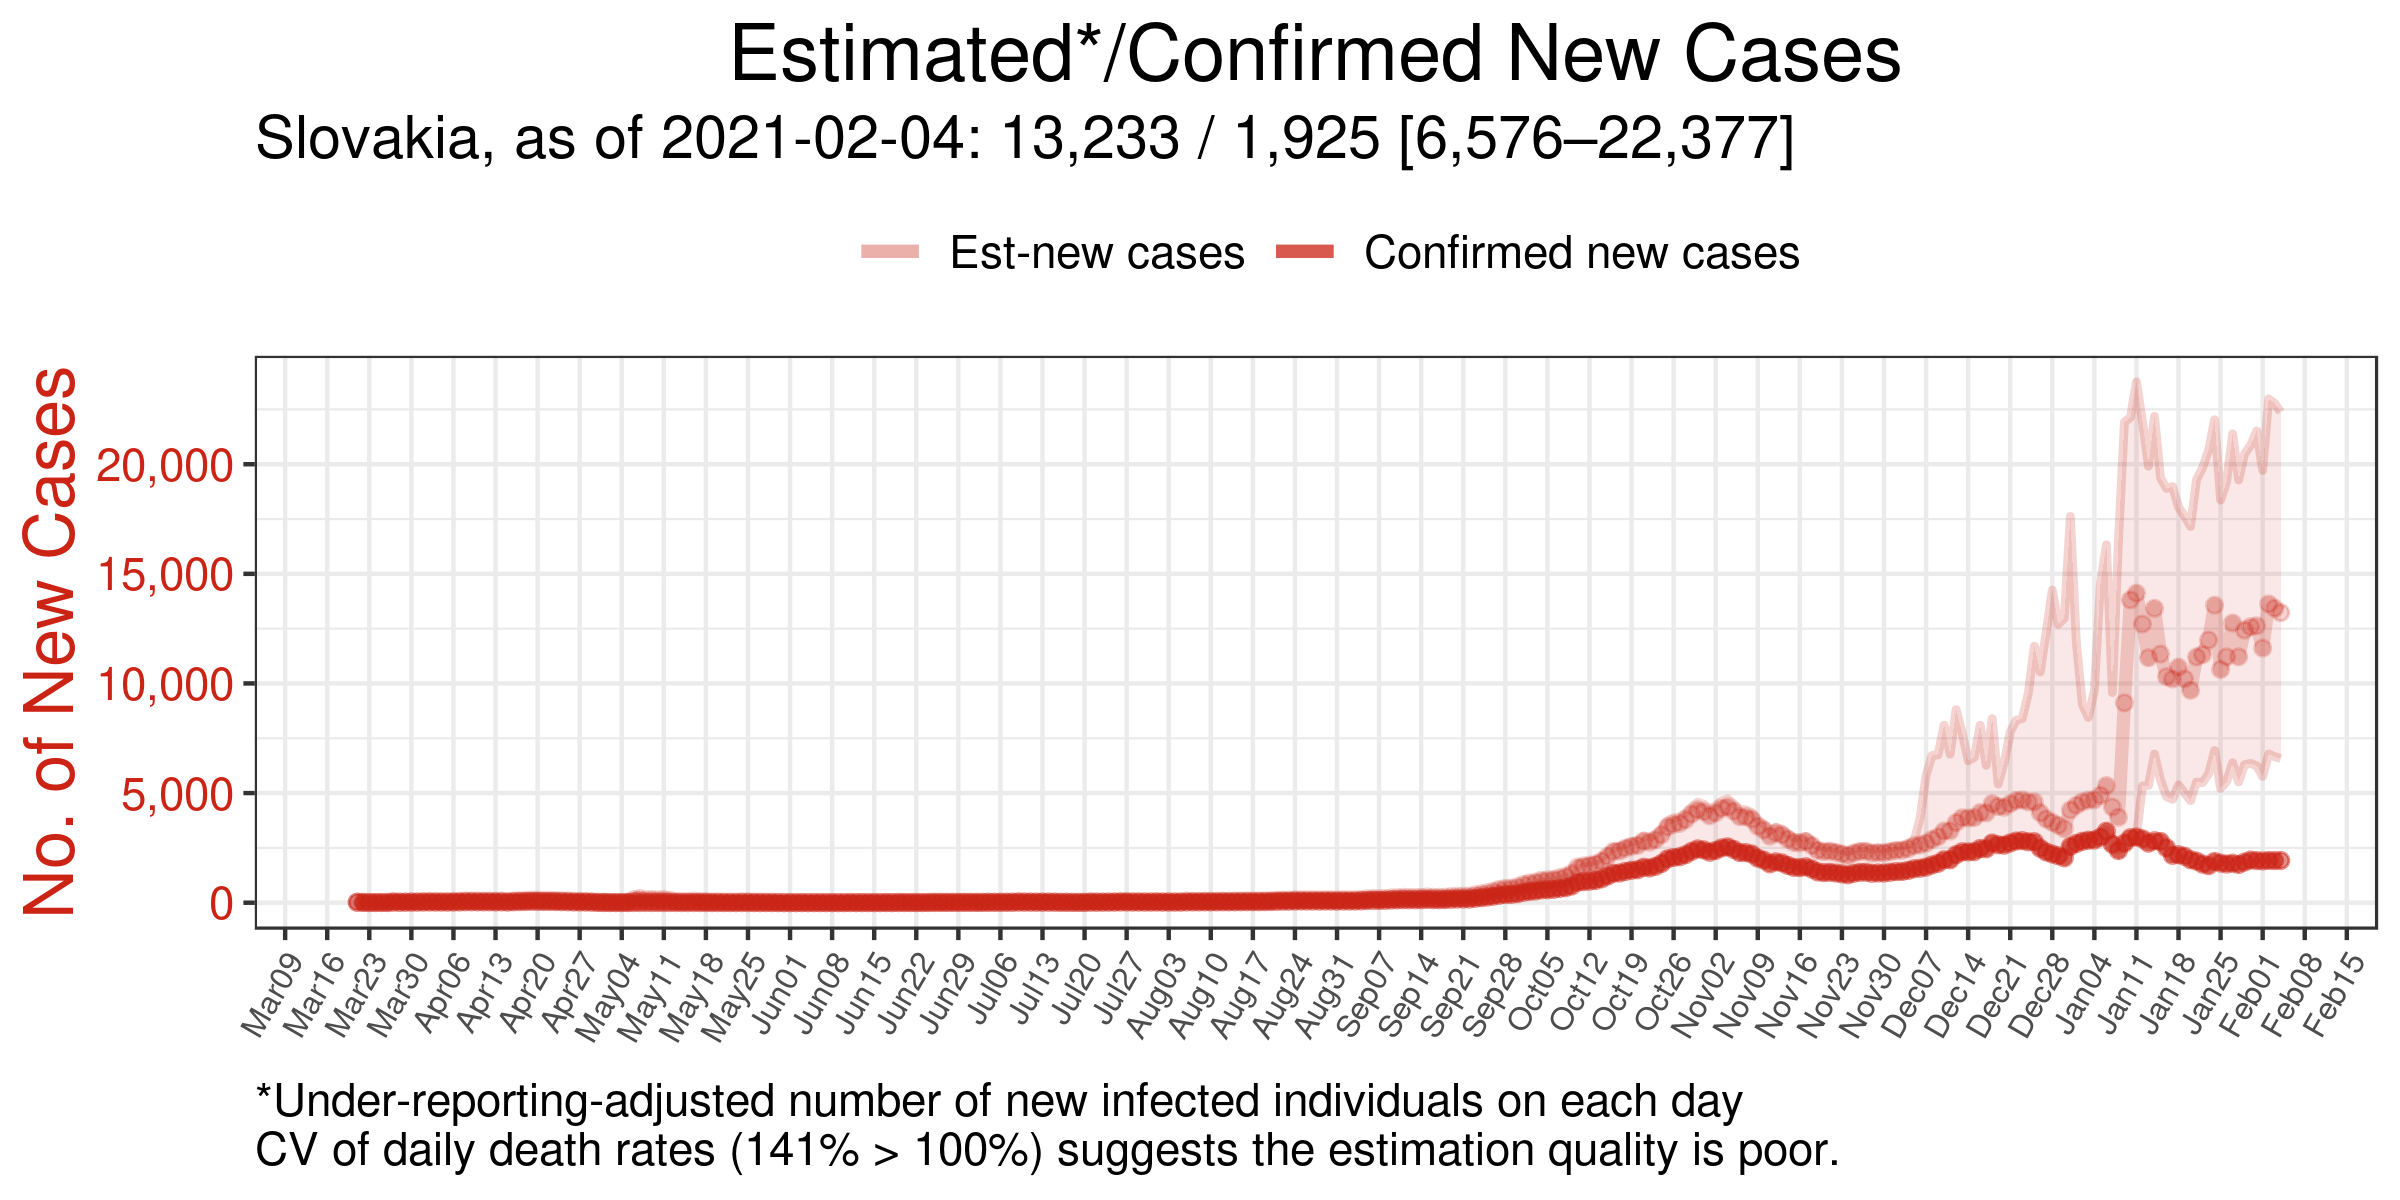 Estimated*/Confirmed New Cases
Slovakia, as of 2021-02-04: 13,233 / 1,925 [6,576–22,377]
Est-new cases
Confirmed new cases
No. of New Cases
20,000
15,000
10,000
5,000
0
Mar09
Mar16
Mar23
Mar30
Apr06
Apr13
Apr20
Apr27
May04
May11
May18
May25
Jun01
Jun08
Jun15
Jun22
Jun29
Jul06
Jul13
Jul20
Jul27
Aug03
Aug10
Aug17
Aug24
Aug31
Sep07
Sep14
Sep21
Sep28
Oct05
Oct12
Oct19
Oct26
Nov02
Nov09
Nov16
Nov23
Nov30
Dec07
Dec14
Dec21
Dec28
Jan04
Jan11
Jan18
Jan25
Feb01
Feb08
Feb15
*Under-reporting-adjusted number of new infected individuals on each day
CV of daily death rates (141% > 100%) suggests the estimation quality is poor.